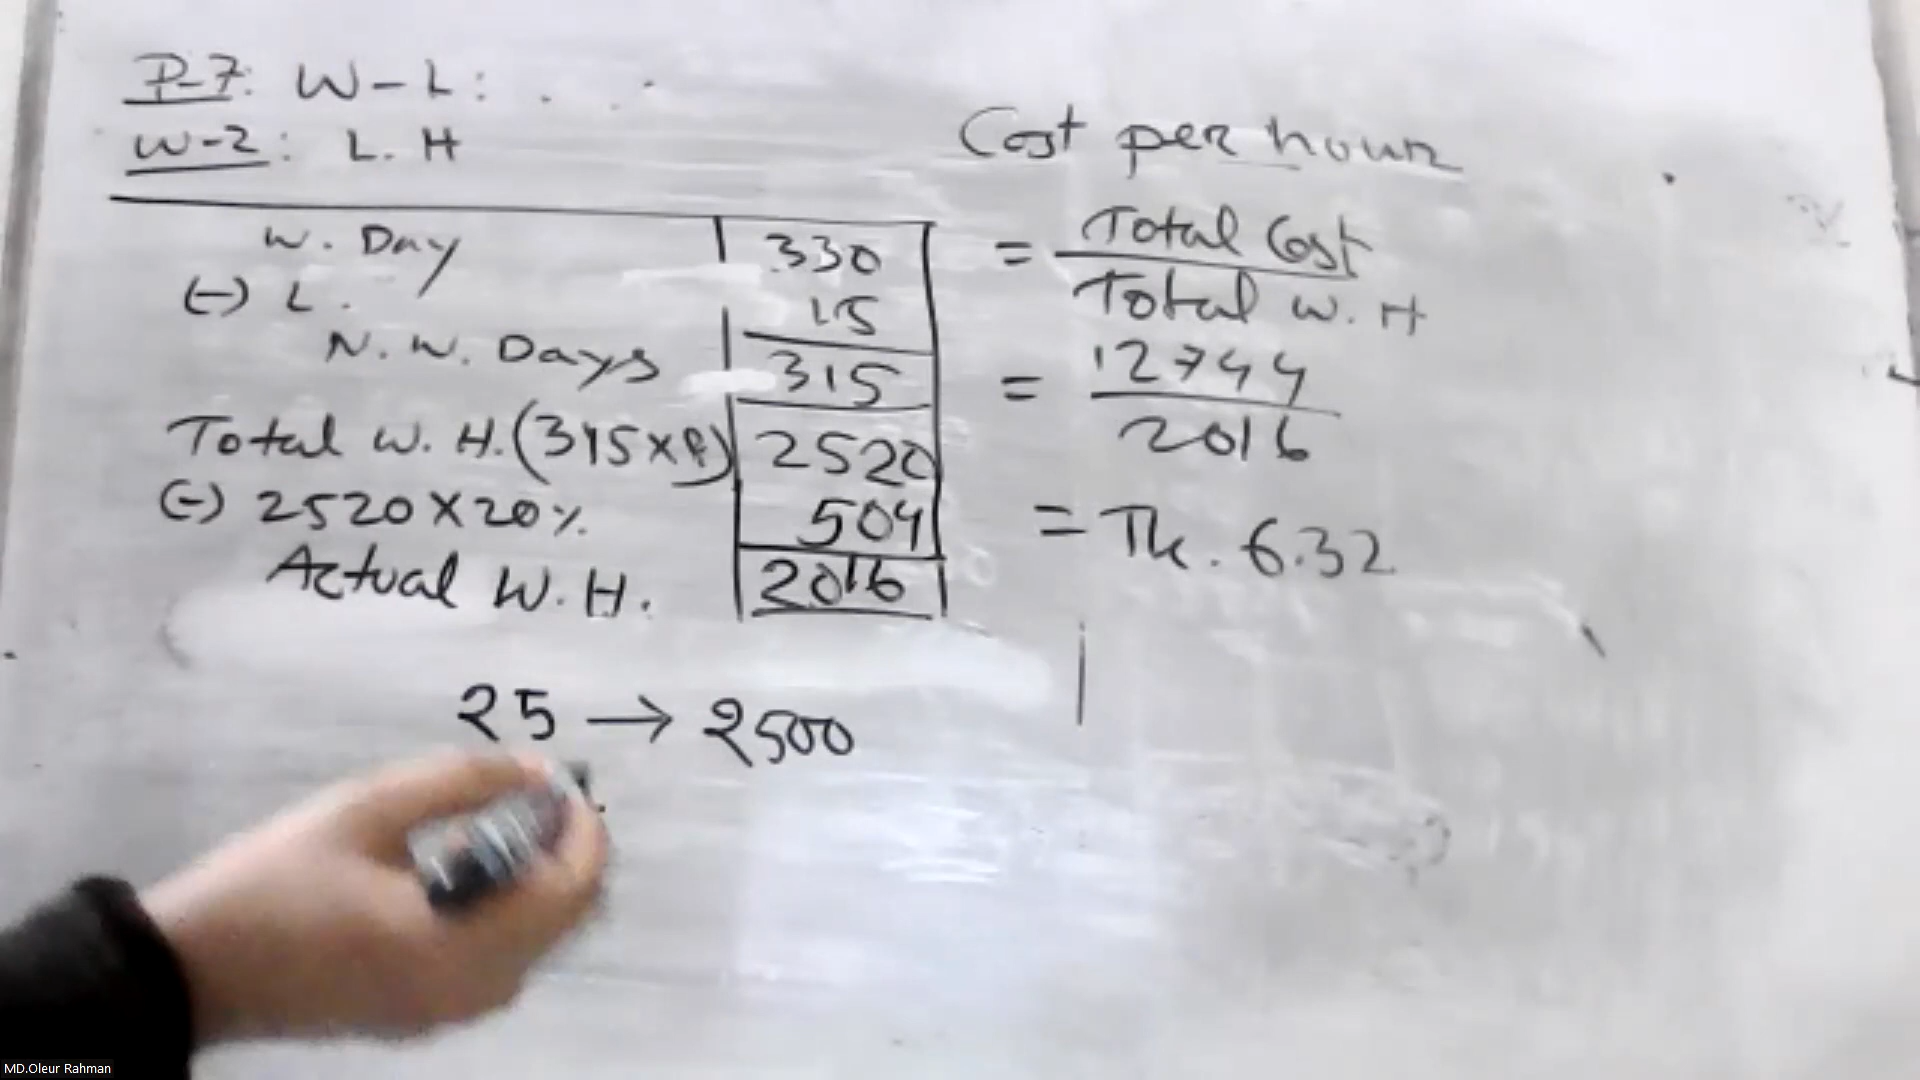 P-7: W-L:
W-2: L.H
W. Day 330
(-) L. 15
N.W. Days 315
Total W.H. (315×8) 2520
(-) 2520×20% 504
Actual W.H. 2016
25 → 2500
Cost per hour
= Total Cost
Total W.H
= 12744
2016
= Tk. 6.32
MD.Oleur Rahman